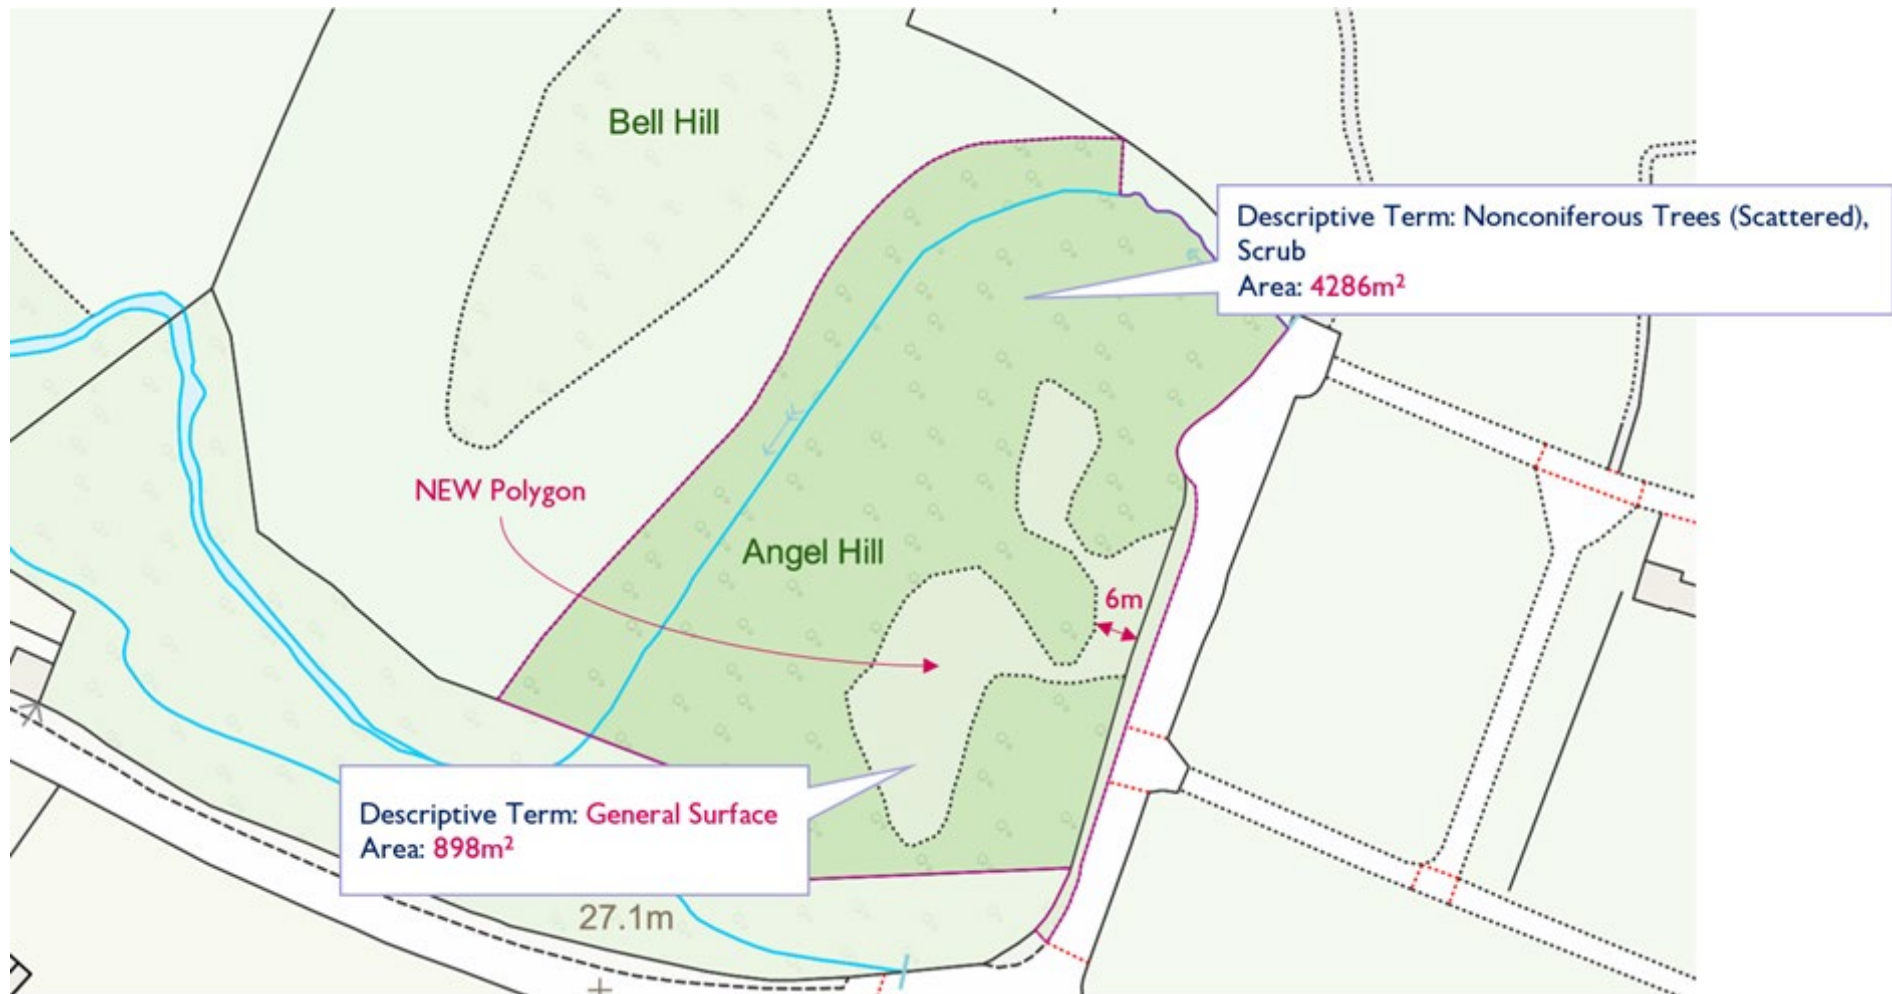 Bell Hill
Descriptive Term: Nonconiferous Trees (Scattered),
Scrub
Area: 4286m²
NEW Polygon
Angel Hill
6m
Descriptive Term: General Surface
Area: 898m²
27.1m